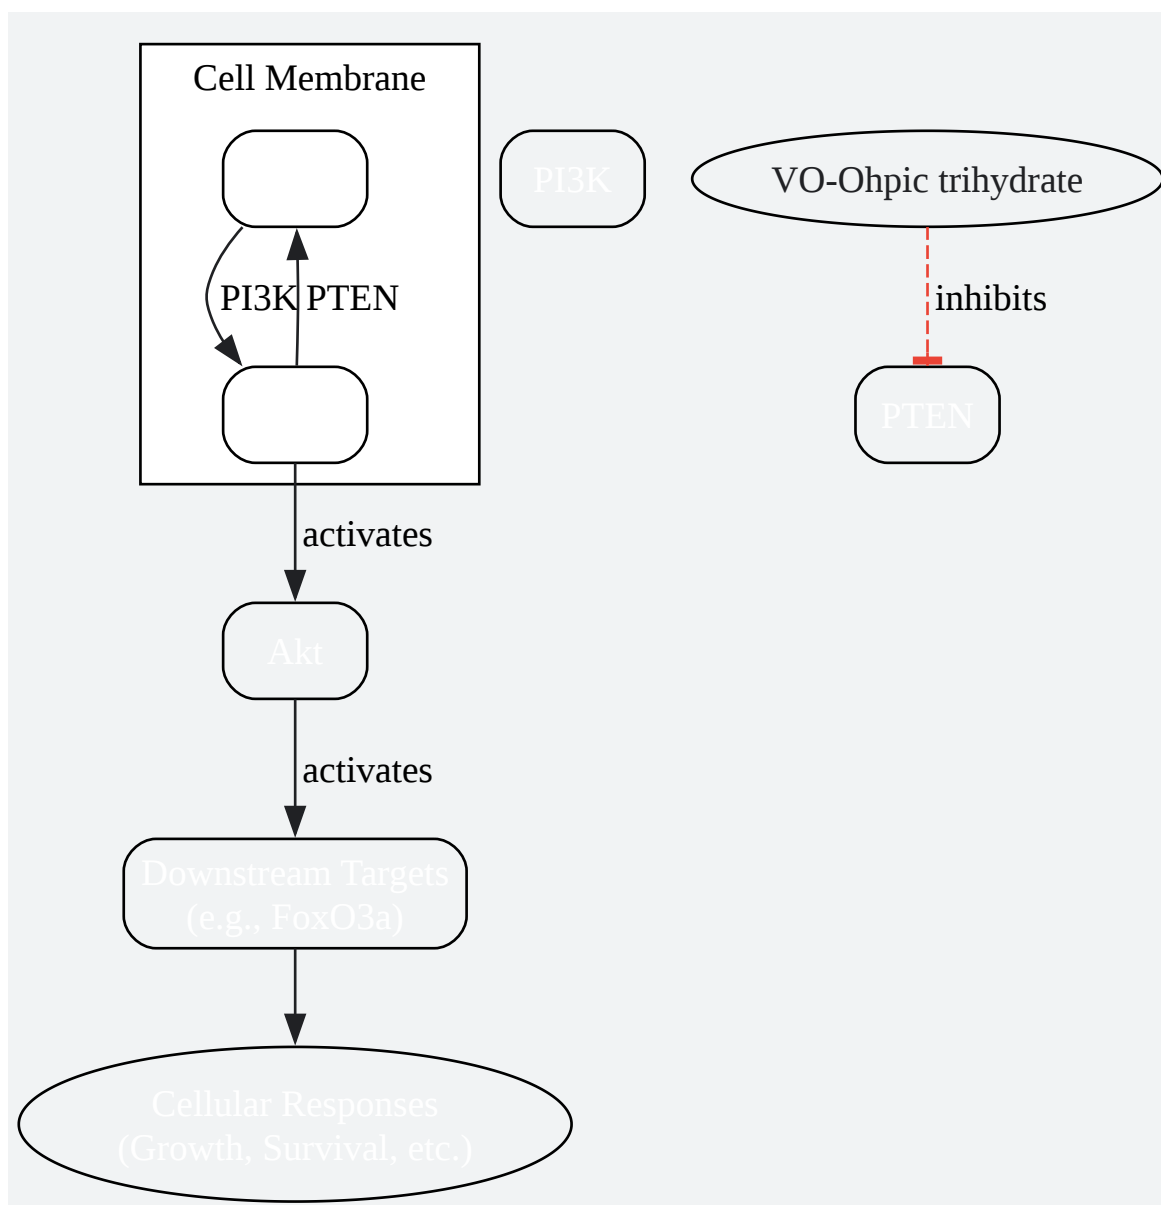 Cell Membrane
PI3K
VO-Ohpic trihydrate
PI3K
PTEN
inhibits
PTEN
activates
Akt
activates
Downstream Targets
(e.g., FoxO3a)
Cellular Responses
(Growth, Survival, etc.)